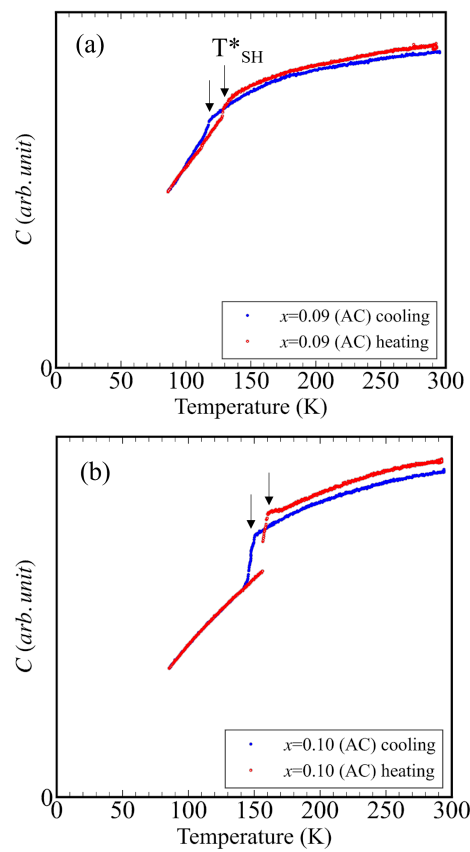 (a)
T*SH
C (arb. unit)
x=0.09 (AC) cooling
x=0.09 (AC) heating
0
0 50 100 150 200 250 300
Temperature (K)
(b)
C (arb. unit)
x=0.10 (AC) cooling
x=0.10 (AC) heating
0
0 50 100 150 200 250 300
Temperature (K)